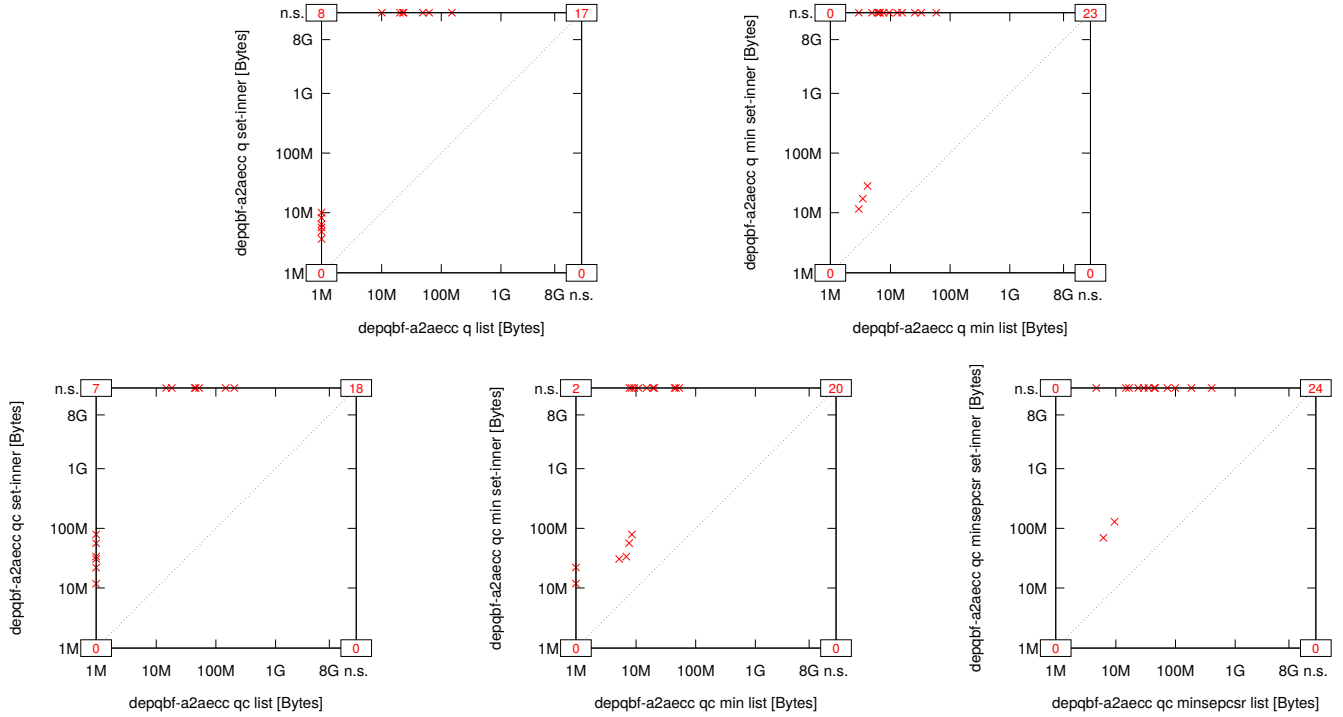 depqbf-a2aecc q set-inner [Bytes]
n.s.
8G
1G
100M
10M
1M
8
17
0
0
1M 10M 100M 1G 8G n.s.
depqbf-a2aecc q list [Bytes]
depqbf-a2aecc q min set-inner [Bytes]
n.s.
8G
1G
100M
10M
1M
0
23
0
0
1M 10M 100M 1G 8G n.s.
depqbf-a2aecc q min list [Bytes]
depqbf-a2aecc qc set-inner [Bytes]
n.s.
8G
1G
100M
10M
1M
7
18
0
0
1M 10M 100M 1G 8G n.s.
depqbf-a2aecc qc list [Bytes]
depqbf-a2aecc qc min set-inner [Bytes]
n.s.
8G
1G
100M
10M
1M
2
20
0
0
1M 10M 100M 1G 8G n.s.
depqbf-a2aecc qc min list [Bytes]
depqbf-a2aecc qc minsepcsr set-inner [Bytes]
n.s.
8G
1G
100M
10M
1M
0
24
0
0
1M 10M 100M 1G 8G n.s.
depqbf-a2aecc qc minsepcsr list [Bytes]